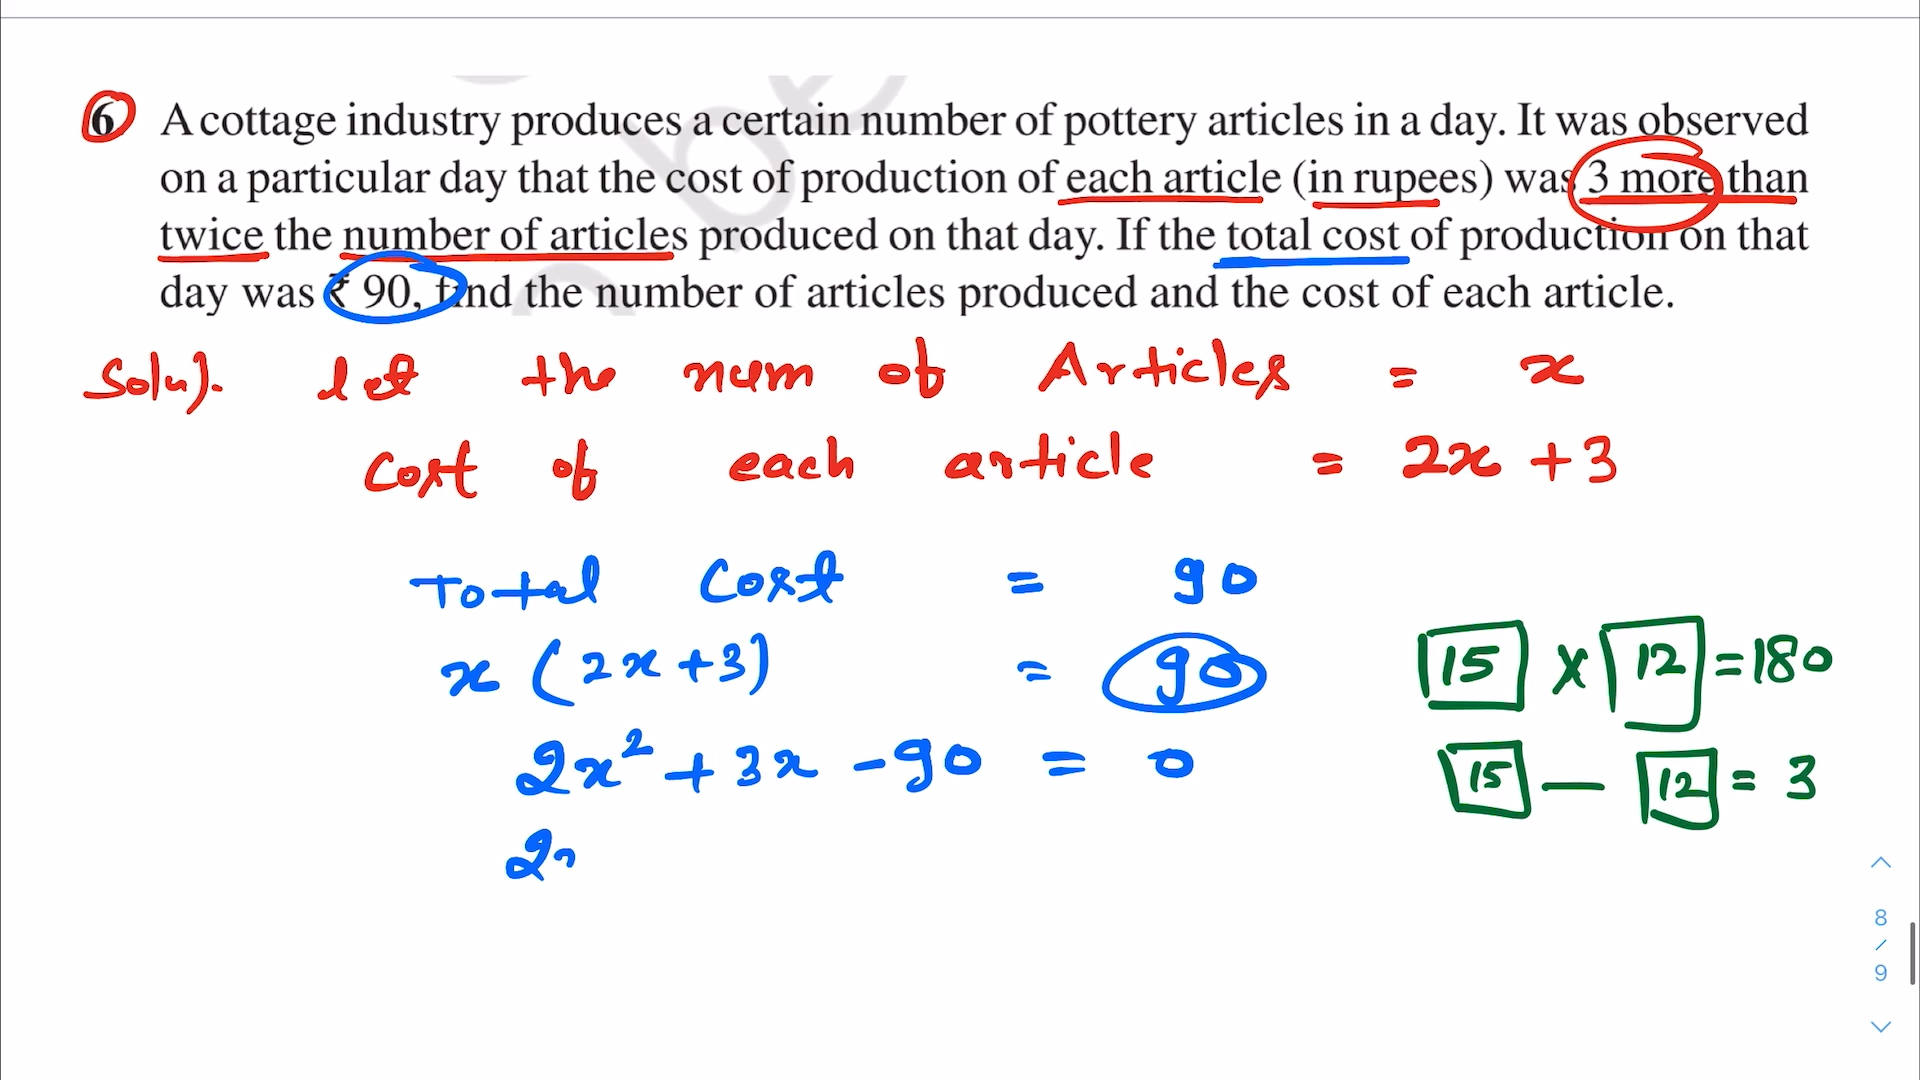 6 A cottage industry produces a certain number of pottery articles in a day. It was observed
on a particular day that the cost of production of each article (in rupees) was 3 more than
twice the number of articles produced on that day. If the total cost of production on that
day was ₹ 90, find the number of articles produced and the cost of each article.
Soln). let the num of Articles = x
Cost of each article = 2x + 3
Total Cost = 90
x (2x+3) = 90
15 × 12 = 180
2x² + 3x - 90 = 0
15 — 12 = 3
2
8
/
9